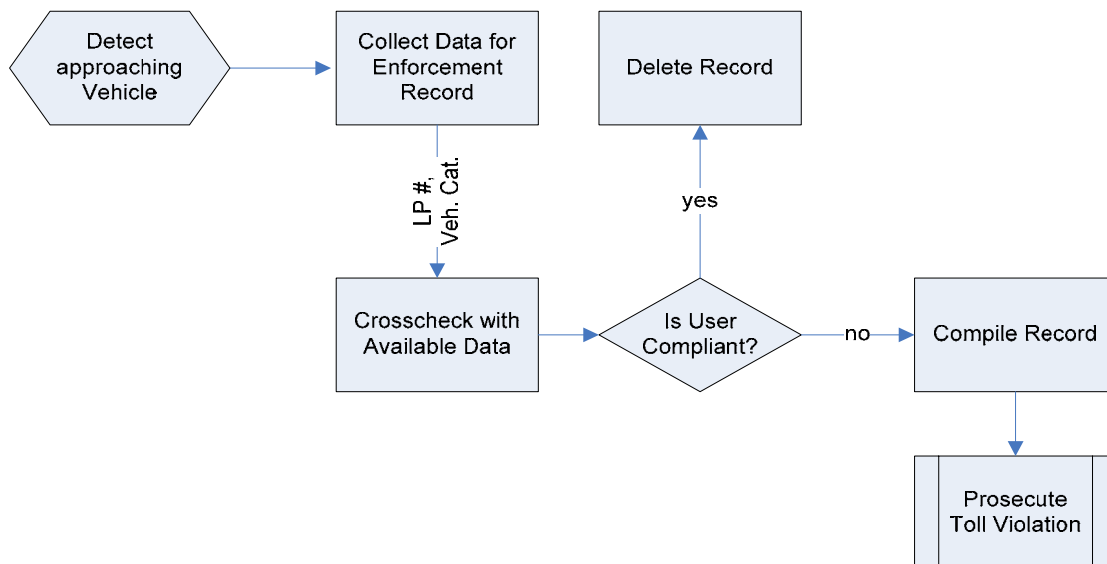 Detect
approaching
Vehicle
Collect Data for
Enforcement
Record
Delete Record
LP #,
Veh. Cat.
yes
Crosscheck with
Available Data
Is User
Compliant?
no
Compile Record
Prosecute
Toll Violation